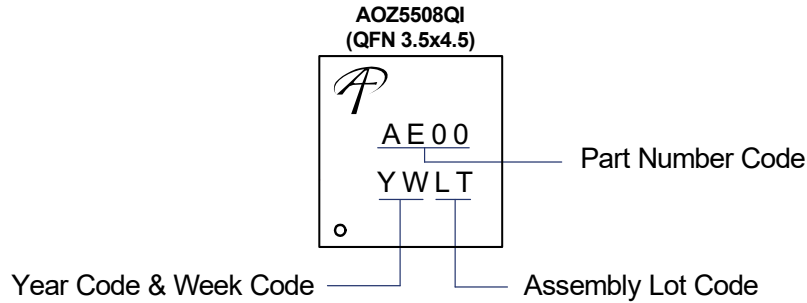 AOZ5508QI
(QFN 3.5x4.5)
AE00
Part Number Code
YWLT
Year Code & Week Code
Assembly Lot Code